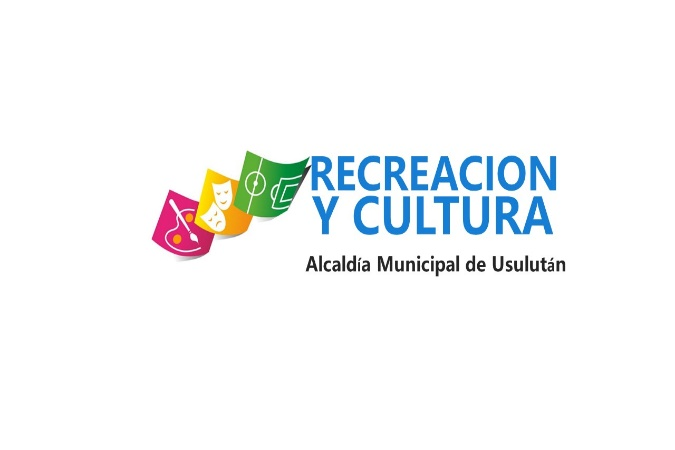 RECREACION
Y CULTURA
Alcaldía Municipal de Usulután